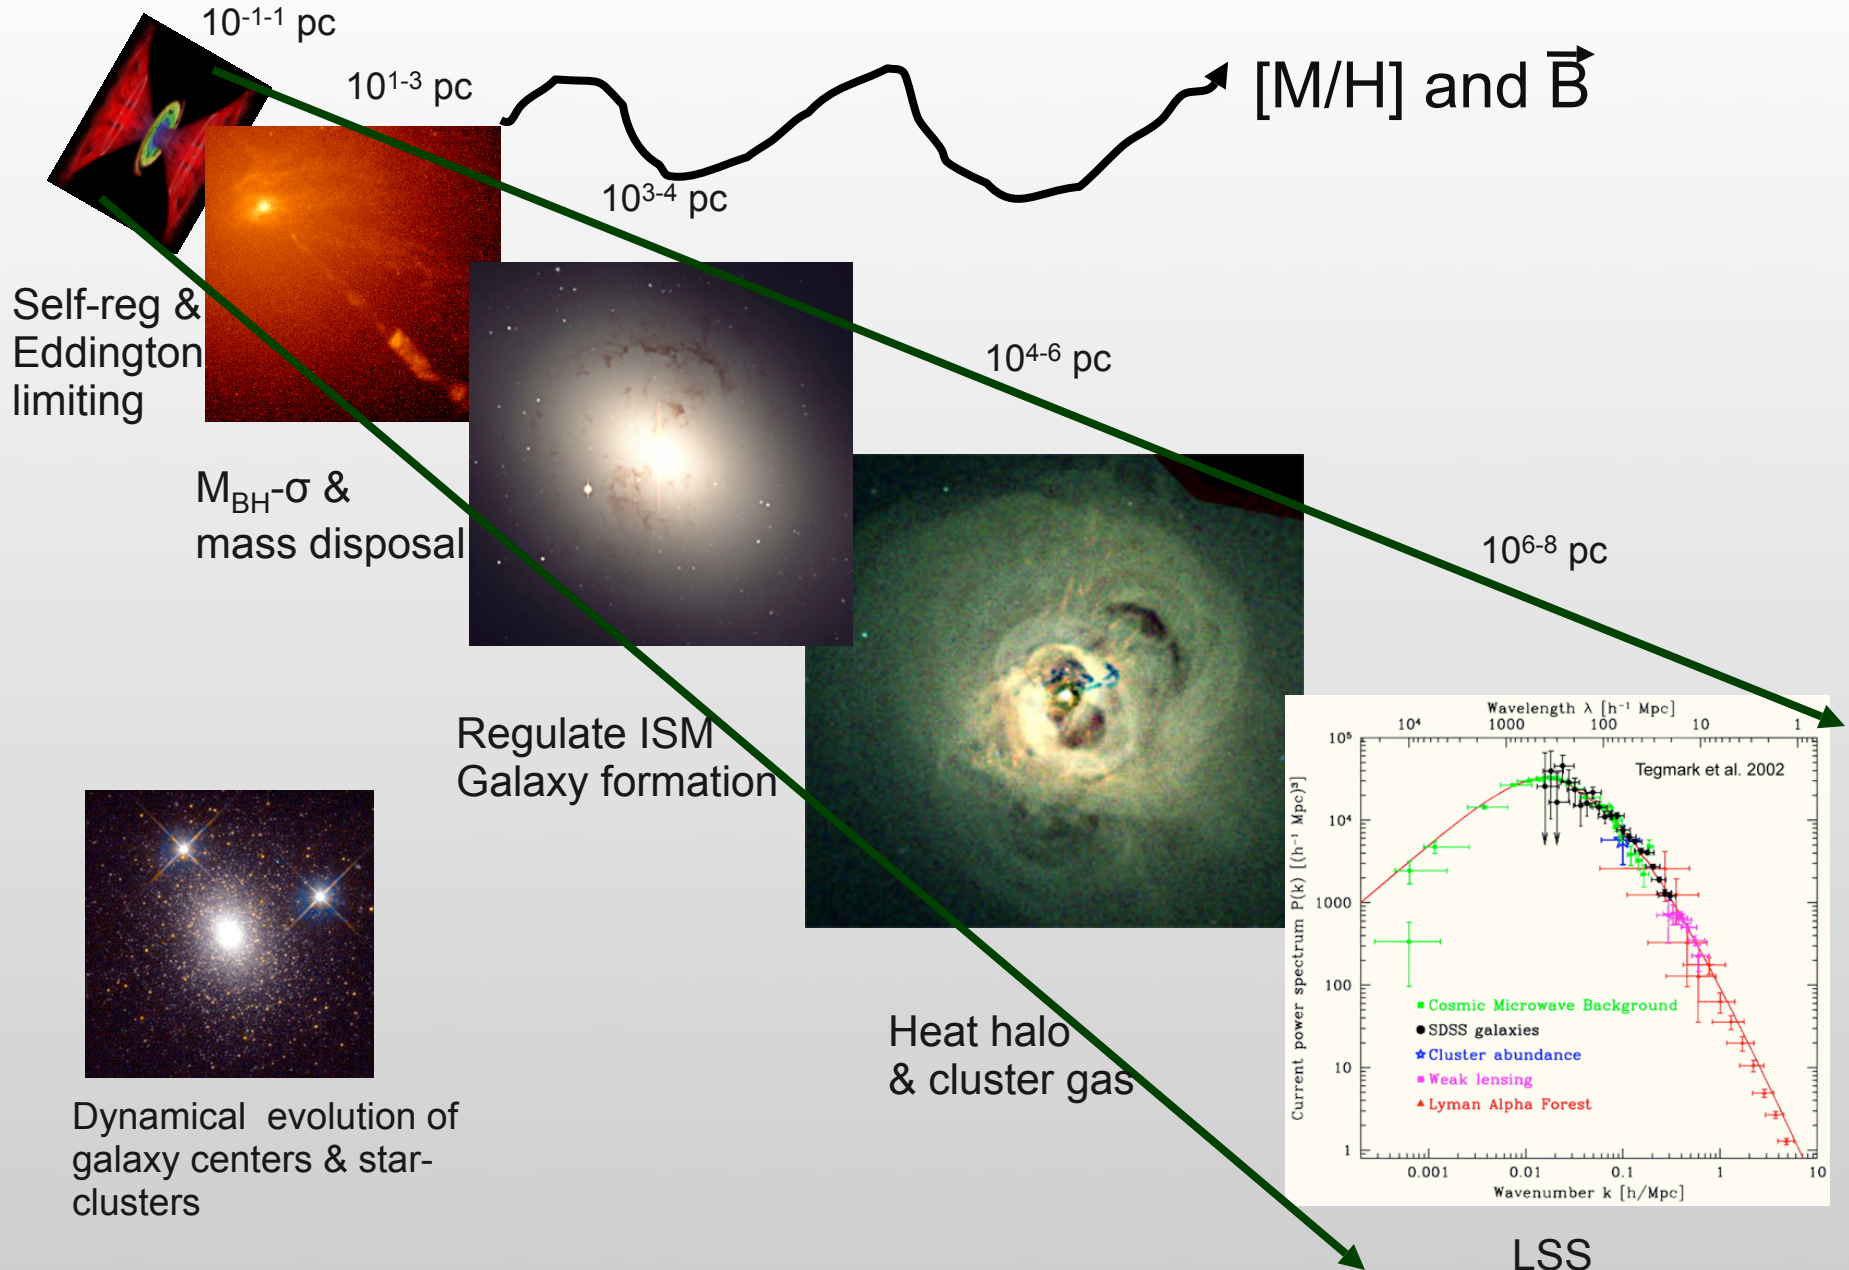 10⁻¹⁻¹ pc
10¹⁻³ pc
[M/H] and B⃗
10³⁻⁴ pc
Self-reg &
Eddington
limiting
10⁴⁻⁶ pc
M_BH-σ &
mass disposal
10⁶⁻⁸ pc
Regulate ISM
Galaxy formation
Heat halo
& cluster gas
Dynamical evolution of
galaxy centers & star-
clusters
Wavelength λ [h⁻¹ Mpc]
10⁴ 1000 100 10 1
Tegmark et al. 2002
Current power spectrum P(k) [(h⁻¹ Mpc)³]
10⁵
10⁴
1000
100
10
1
Cosmic Microwave Background
SDSS galaxies
Cluster abundance
Weak lensing
Lyman Alpha Forest
0.001 0.01 0.1 1 10
Wavenumber k [h/Mpc]
LSS